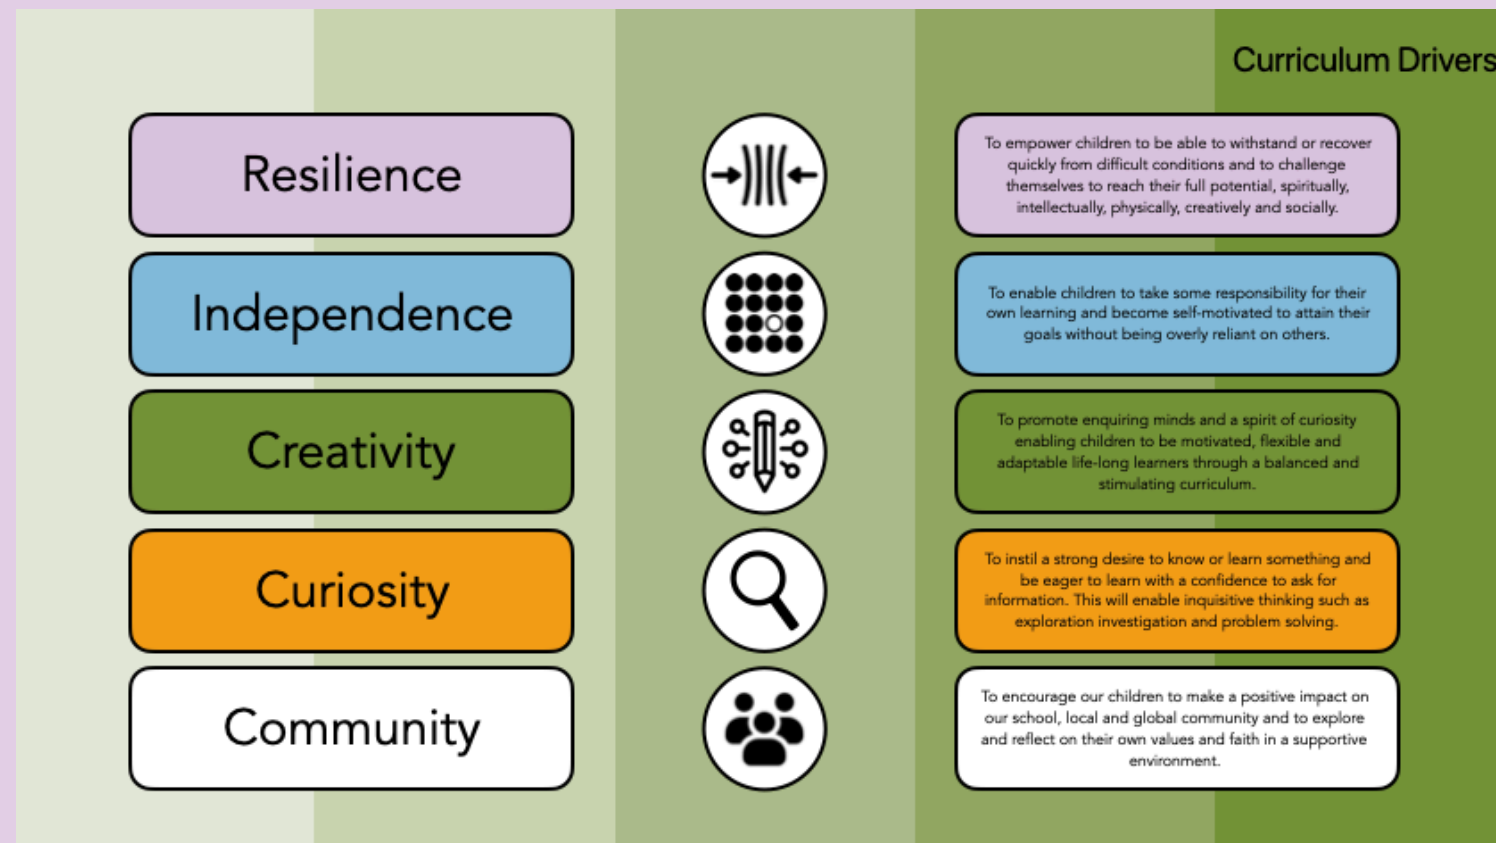 Curriculum Drivers
Resilience
To empower children to be able to withstand or recover
quickly from difficult conditions and to challenge
themselves to reach their full potential, spiritually,
intellectually, physically, creatively and socially.
Independence
To enable children to take some responsibility for their
own learning and become self-motivated to attain their
goals without being overly reliant on others.
Creativity
To promote enquiring minds and a spirit of curiosity
enabling children to be motivated, flexible and
adaptable life-long learners through a balanced and
stimulating curriculum.
Curiosity
To instil a strong desire to know or learn something and
be eager to learn with a confidence to ask for
information. This will enable inquisitive thinking such as
exploration investigation and problem solving.
Community
To encourage our children to make a positive impact on
our school, local and global community and to explore
and reflect on their own values and faith in a supportive
environment.